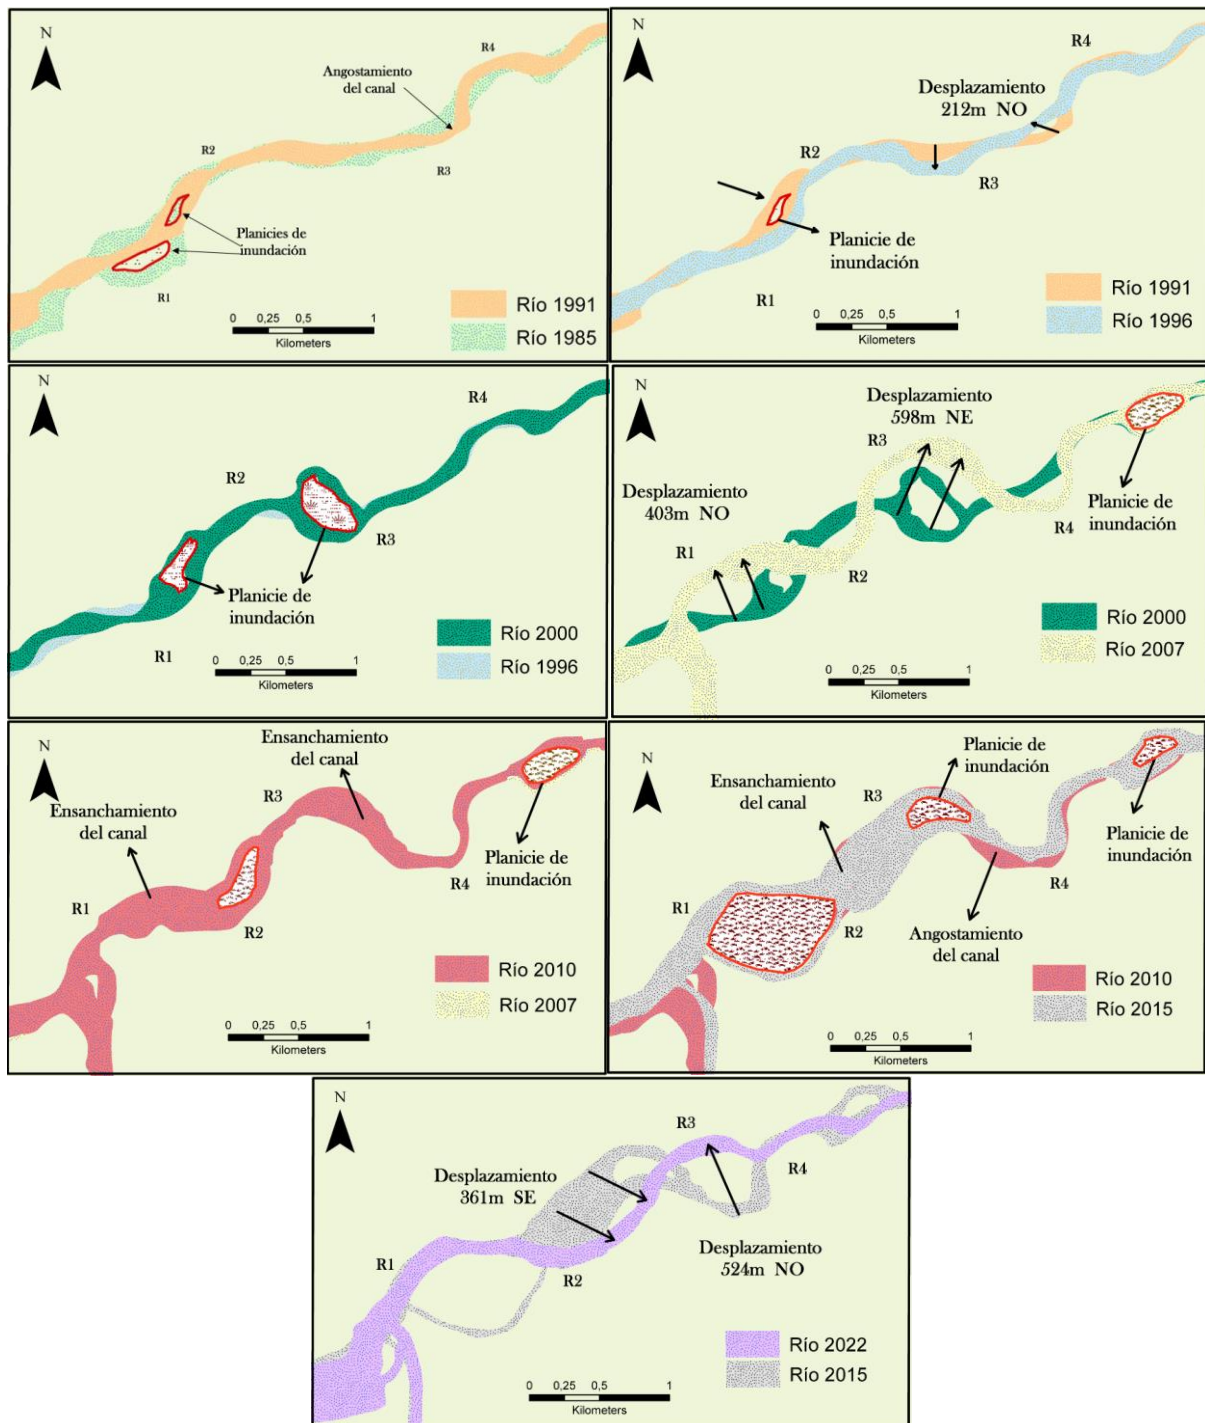 N
R4
Angostamiento
del canal
R2
R3
Planicies de
inundación
R1
0 0,25 0,5 1
Kilometers
Río 1991
Río 1985
N
R4
Desplazamiento
212m NO
R2
R3
Planicie de
inundación
R1
0 0,25 0,5 1
Kilometers
Río 1991
Río 1996
N
R4
R2
R3
Planicie de
inundación
R1
0 0,25 0,5 1
Kilometers
Río 2000
Río 1996
N
Desplazamiento
598m NE
R3
Desplazamiento
403m NO
Planicie de
inundación
R4
R1
R2
0 0,25 0,5 1
Kilometers
Río 2000
Río 2007
N
Ensanchamiento
del canal
Ensanchamiento
del canal
R3
Planicie de
inundación
R4
R1
R2
0 0,25 0,5 1
Kilometers
Río 2010
Río 2007
N
Planicie de
inundación
Ensanchamiento
del canal
R3
Planicie de
inundación
R4
R1
R2
Angostamiento
del canal
0 0,25 0,5 1
Kilometers
Río 2010
Río 2015
N
R3
R4
Desplazamiento
361m SE
Desplazamiento
524m NO
R1
R2
0 0,25 0,5 1
Kilometers
Río 2022
Río 2015